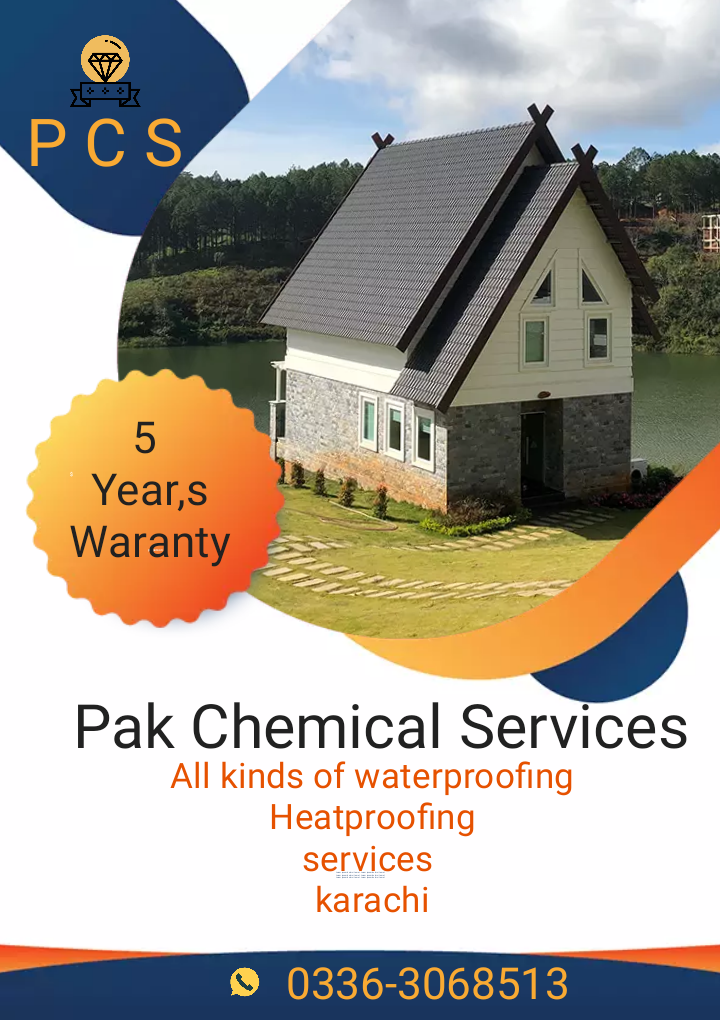 P C S
5
Year,s
Waranty
Pak Chemical Services
All kinds of waterproofing
Heatproofing
services
karachi
0336-3068513